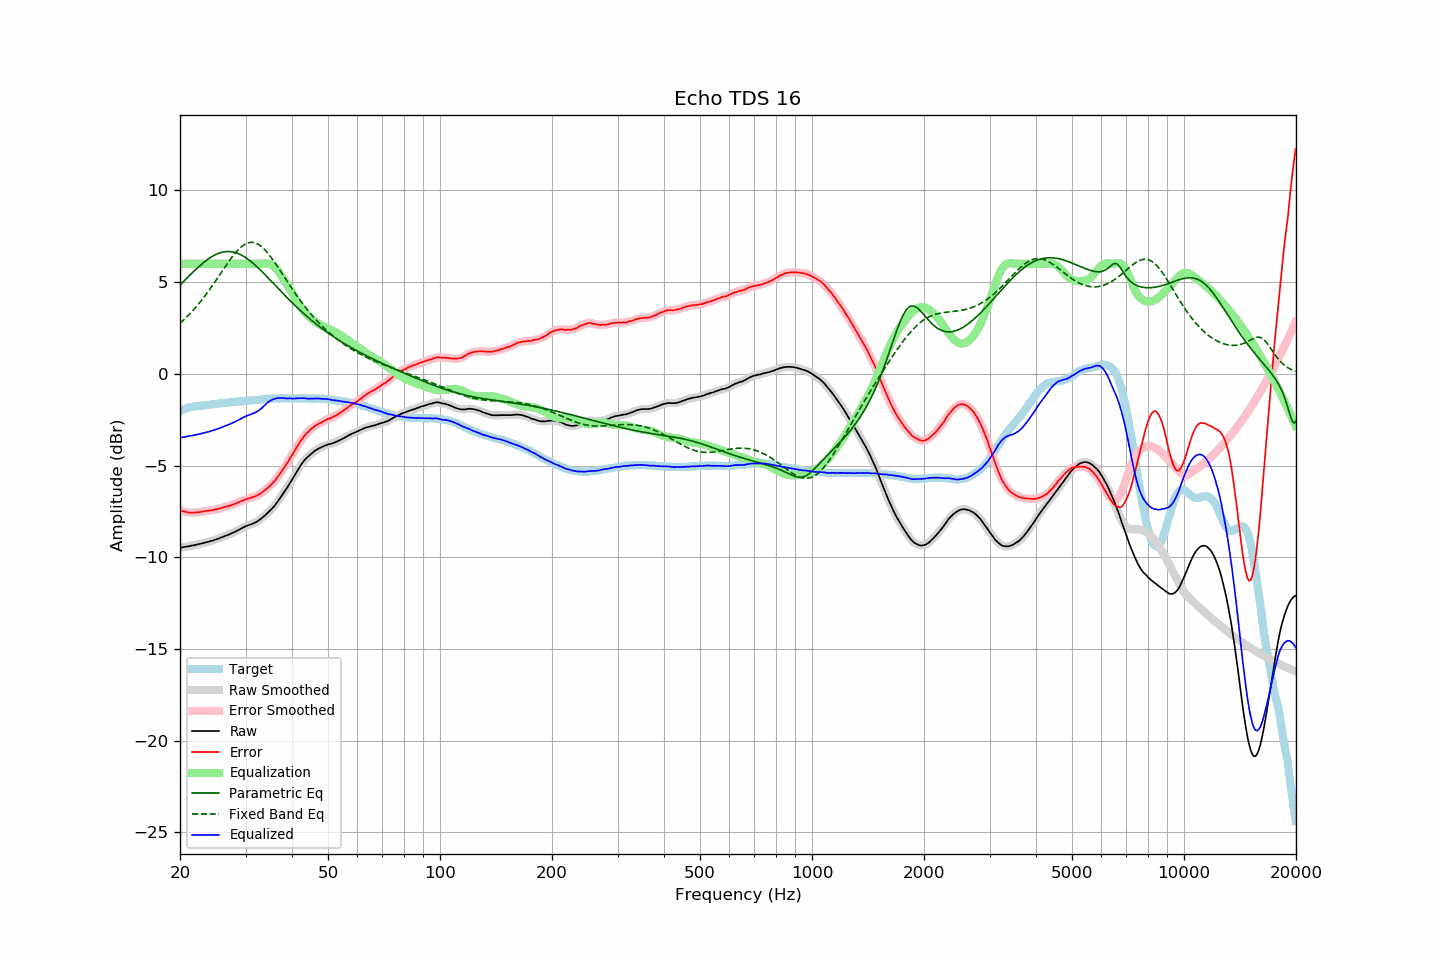 Echo TDS 16
Amplitude (dBr)
10
5
0
−5
−10
−15
−20
−25
Target
Raw Smoothed
Error Smoothed
Raw
Error
Equalization
Parametric Eq
Fixed Band Eq
Equalized
20 50 100 200 500 1000 2000 5000 10000 20000
Frequency (Hz)